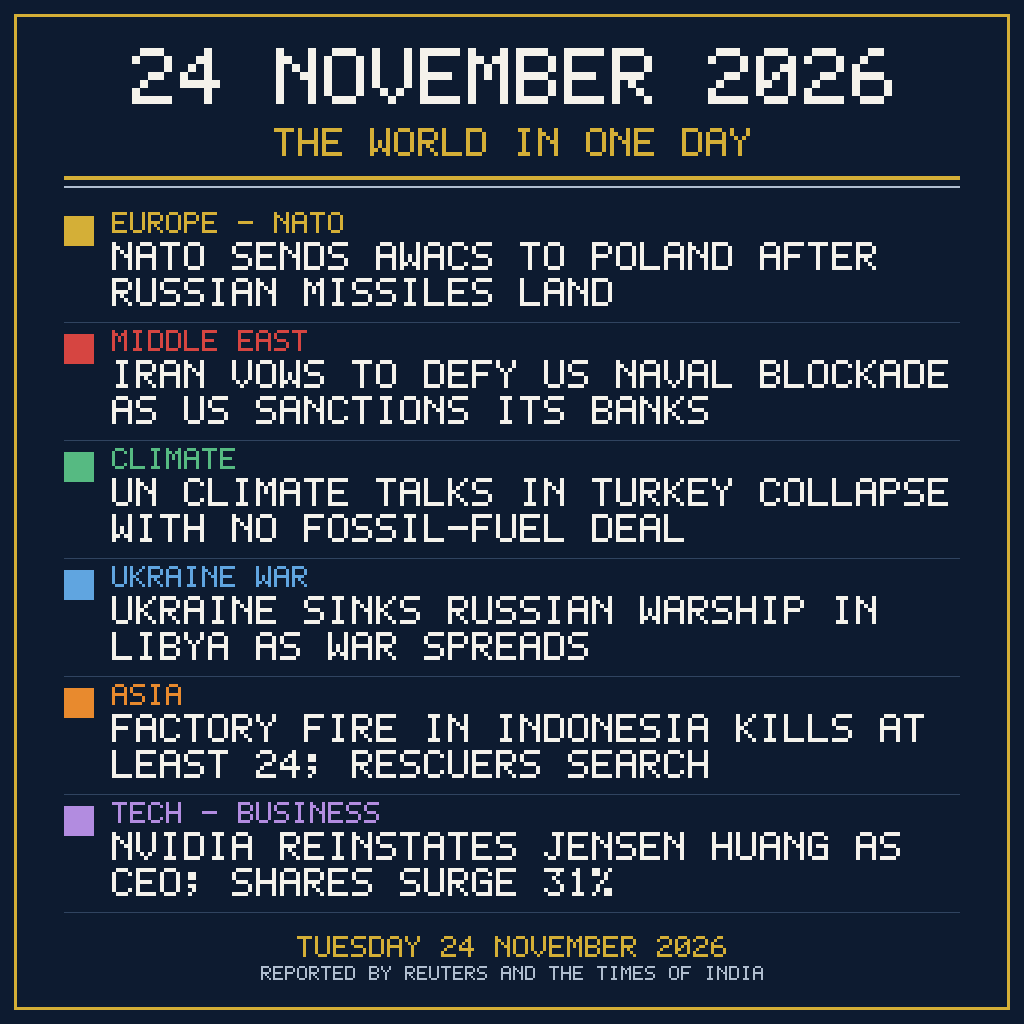 24 NOVEMBER 2026
THE WORLD IN ONE DAY
EUROPE - NATO
NATO SENDS AWACS TO POLAND AFTER
RUSSIAN MISSILES LAND
MIDDLE EAST
IRAN VOWS TO DEFY US NAVAL BLOCKADE
AS US SANCTIONS ITS BANKS
CLIMATE
UN CLIMATE TALKS IN TURKEY COLLAPSE
WITH NO FOSSIL-FUEL DEAL
UKRAINE WAR
UKRAINE SINKS RUSSIAN WARSHIP IN
LIBYA AS WAR SPREADS
ASIA
FACTORY FIRE IN INDONESIA KILLS AT
LEAST 24; RESCUERS SEARCH
TECH - BUSINESS
NVIDIA REINSTATES JENSEN HUANG AS
CEO; SHARES SURGE 31%
TUESDAY 24 NOVEMBER 2026
REPORTED BY REUTERS AND THE TIMES OF INDIA